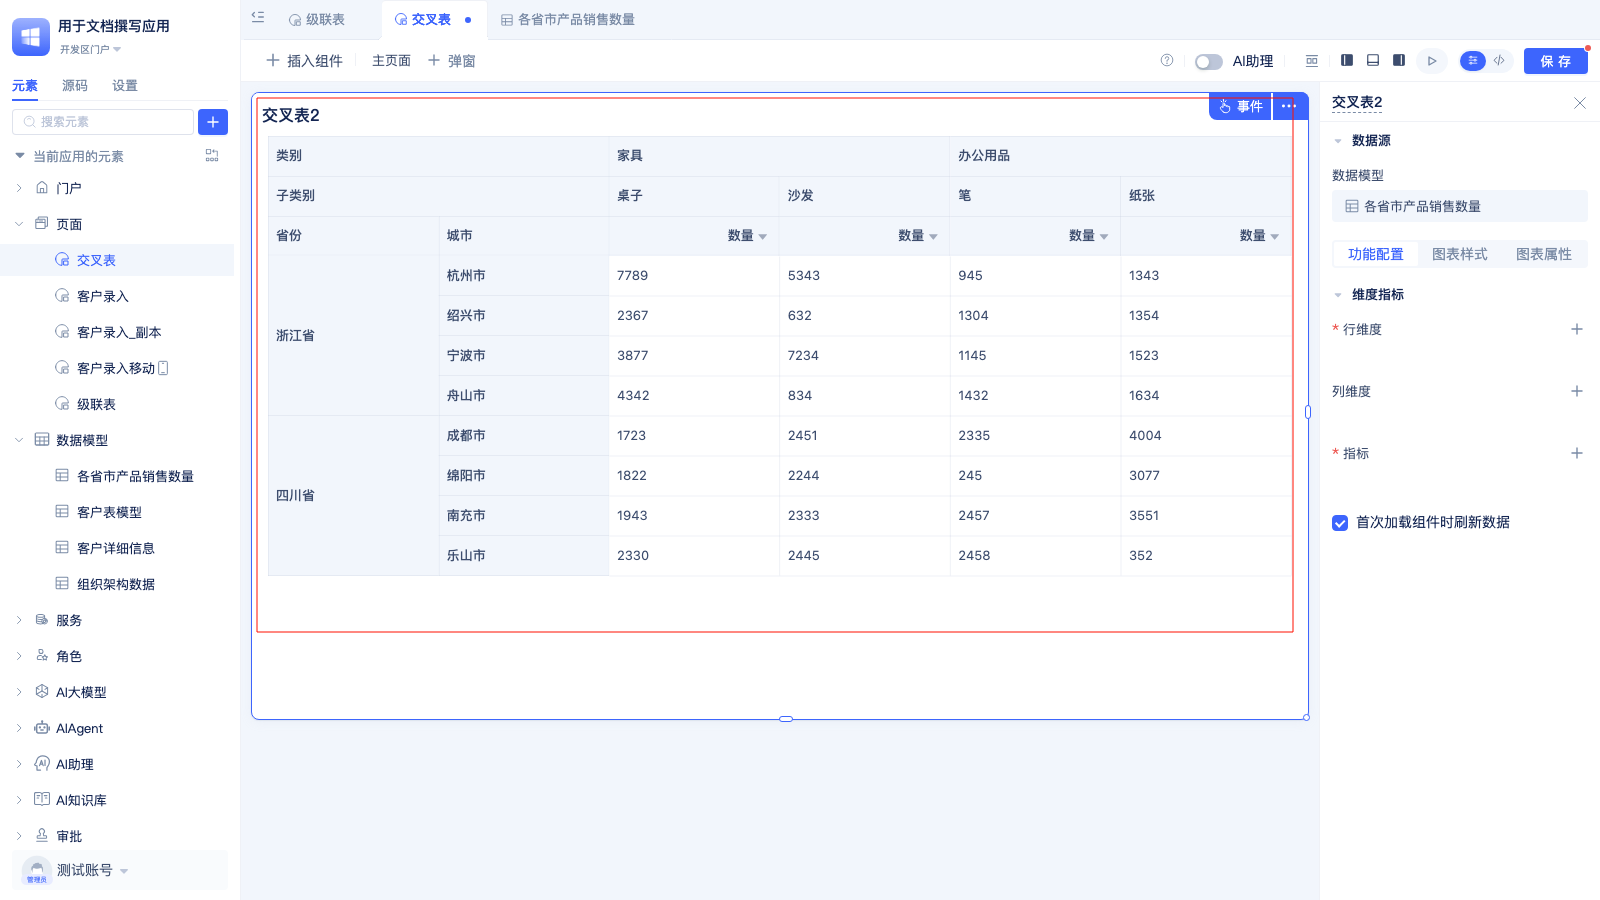 用于文档撰写应用
开发区门户
元素 源码 设置
搜索元素
当前应用的元素
门户
页面
交叉表
客户录入
客户录入_副本
客户录入移动
级联表
数据模型
各省市产品销售数量
客户表模型
客户详细信息
组织架构数据
服务
角色
AI大模型
AIAgent
AI助理
AI知识库
审批
测试账号
管理员
级联表 交叉表 各省市产品销售数量
插入组件 主页面 弹窗 AI助理 保存
交叉表2 事件
类别 家具 办公用品
子类别 桌子 沙发 笔 纸张
省份 城市 数量 数量 数量 数量
浙江省 杭州市 7789 5343 945 1343
绍兴市 2367 632 1304 1354
宁波市 3877 7234 1145 1523
舟山市 4342 834 1432 1634
四川省 成都市 1723 2451 2335 4004
绵阳市 1822 2244 245 3077
南充市 1943 2333 2457 3551
乐山市 2330 2445 2458 352
交叉表2
数据源
数据模型
各省市产品销售数量
功能配置 图表样式 图表属性
维度指标
* 行维度
列维度
* 指标
首次加载组件时刷新数据